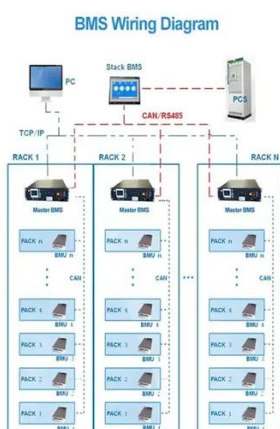 BMS Wiring Diagram
PC
Stack BMS
PCS
CAN/RS485
TCP/IP
RACK 1
RACK 2
RACK N
Master BMS
Master BMS
Master BMS
PACK n
PACK n
PACK n
BMU n
BMU n
BMU n
CAN
CAN
CAN
PACK 4
PACK 4
PACK 4
BMU 4
BMU 4
BMU 4
PACK 3
PACK 3
PACK 3
BMU 3
BMU 3
BMU 3
PACK 2
PACK 2
PACK 2
BMU 2
BMU 2
BMU 2
PACK 1
PACK 1
PACK 1